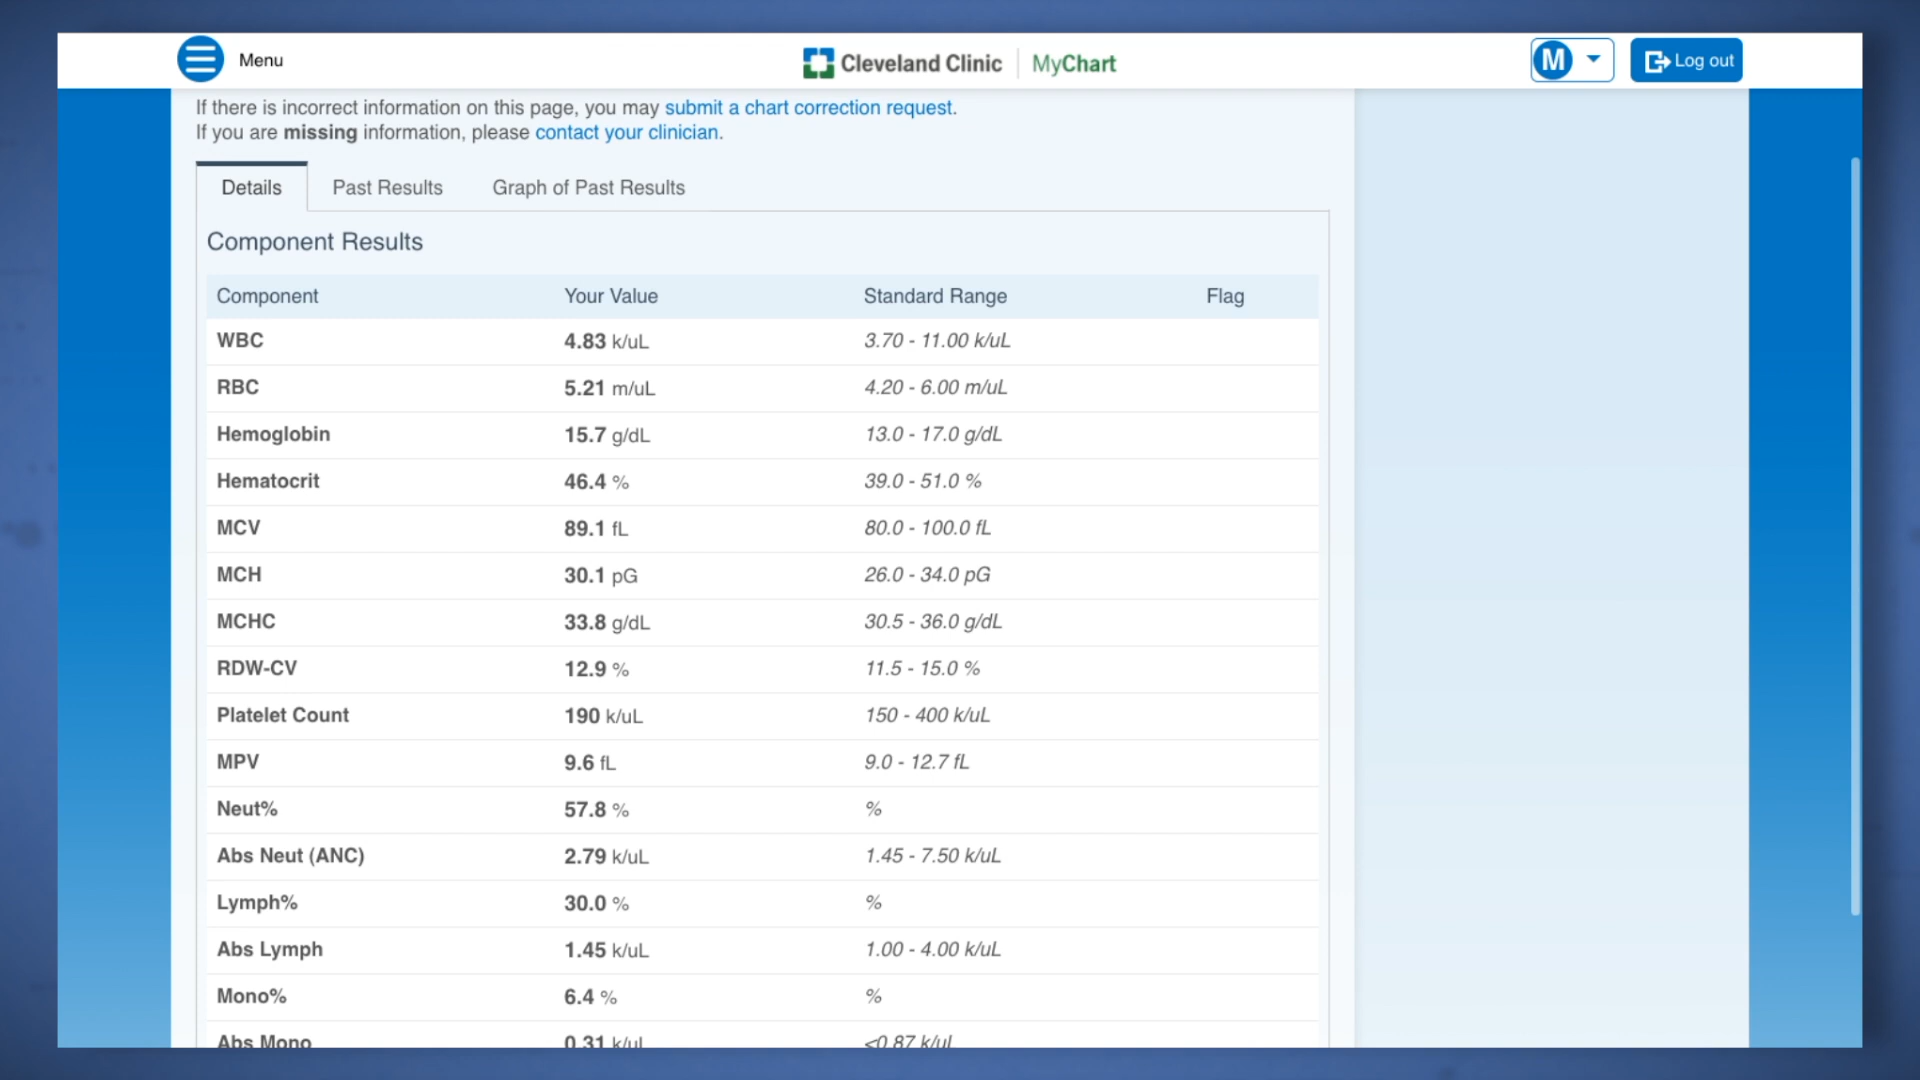 Menu
Cleveland Clinic MyChart
M
Log out
If there is incorrect information on this page, you may submit a chart correction request.
If you are missing information, please contact your clinician.
Details Past Results Graph of Past Results
Component Results
Component Your Value Standard Range Flag
WBC 4.83 k/uL 3.70 - 11.00 k/uL
RBC 5.21 m/uL 4.20 - 6.00 m/uL
Hemoglobin 15.7 g/dL 13.0 - 17.0 g/dL
Hematocrit 46.4 % 39.0 - 51.0 %
MCV 89.1 fL 80.0 - 100.0 fL
MCH 30.1 pG 26.0 - 34.0 pG
MCHC 33.8 g/dL 30.5 - 36.0 g/dL
RDW-CV 12.9 % 11.5 - 15.0 %
Platelet Count 190 k/uL 150 - 400 k/uL
MPV 9.6 fL 9.0 - 12.7 fL
Neut% 57.8 % %
Abs Neut (ANC) 2.79 k/uL 1.45 - 7.50 k/uL
Lymph% 30.0 % %
Abs Lymph 1.45 k/uL 1.00 - 4.00 k/uL
Mono% 6.4 % %
Abs Mono 0.31 k/uL <0.87 k/uL